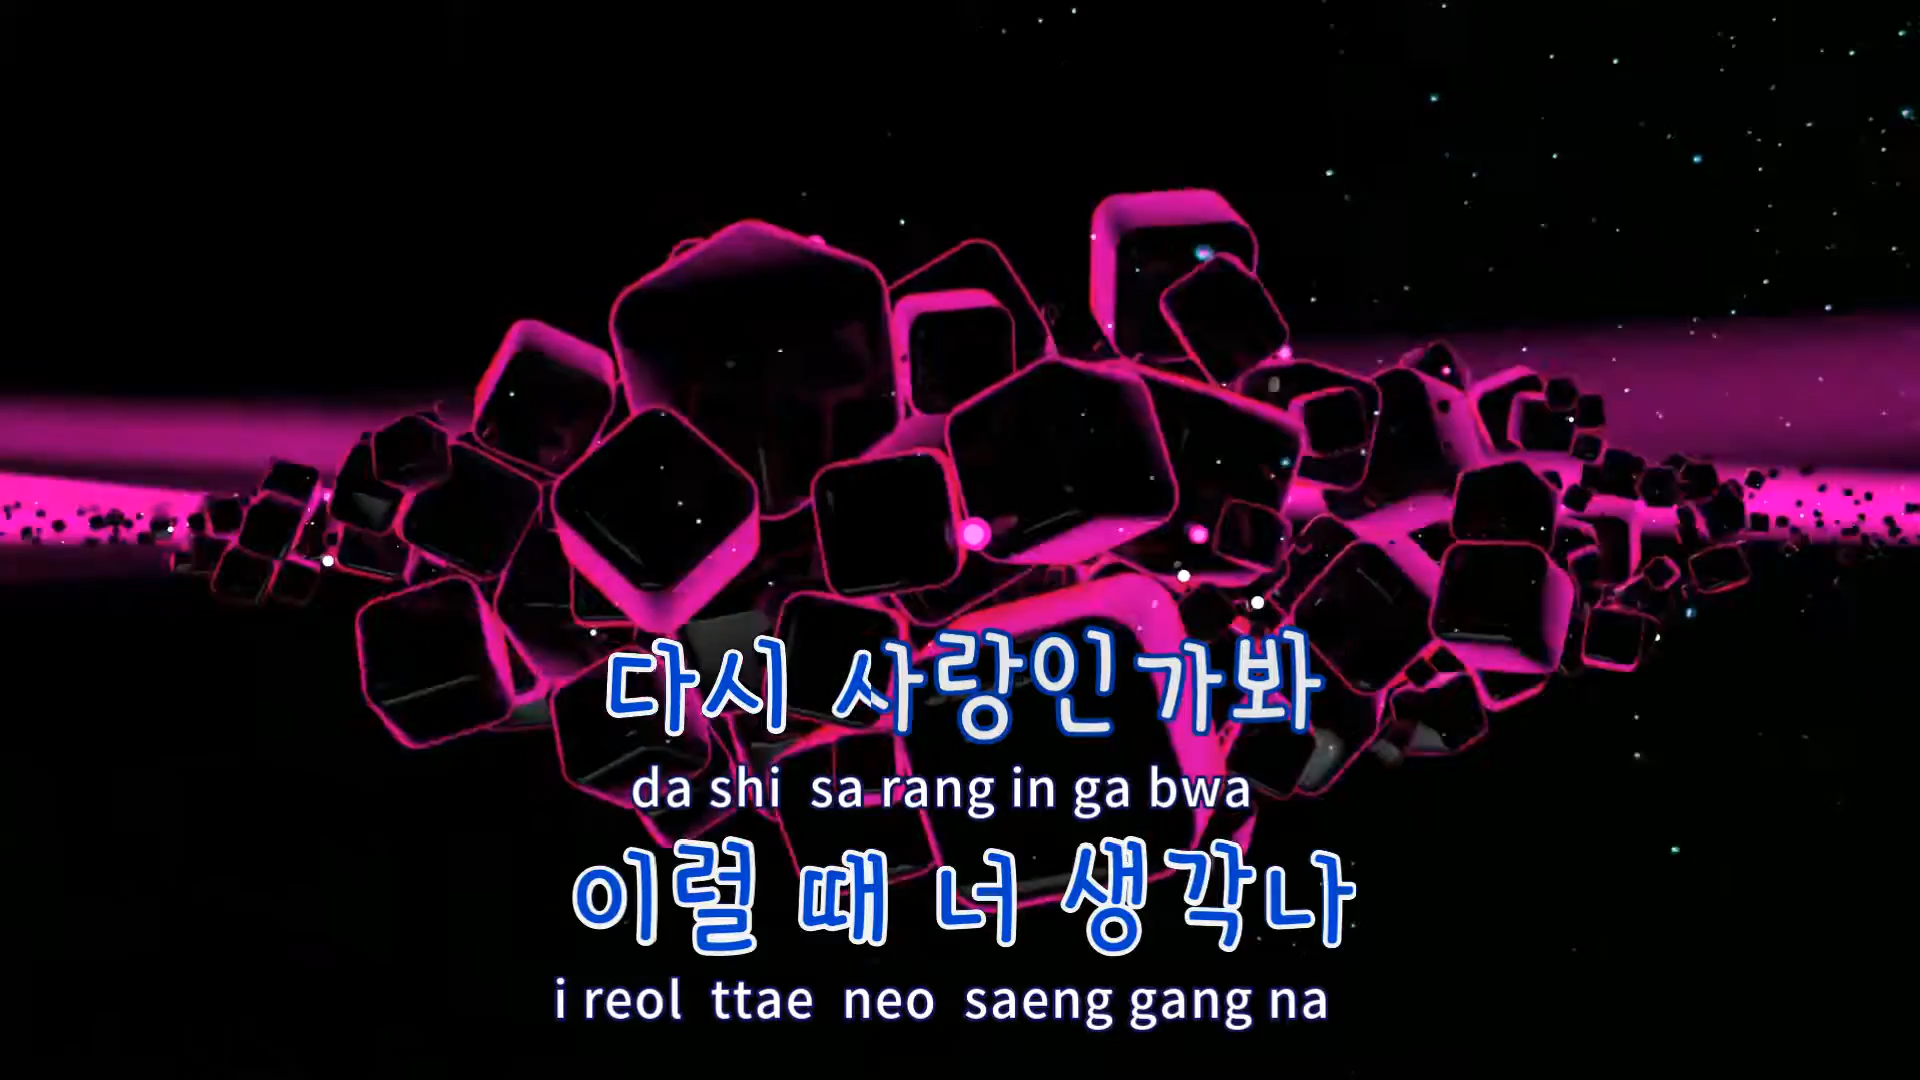 다시 사랑인가봐
da shi sa rang in ga bwa
이렬 때 너 생각나
i reol ttae neo saeng gang na